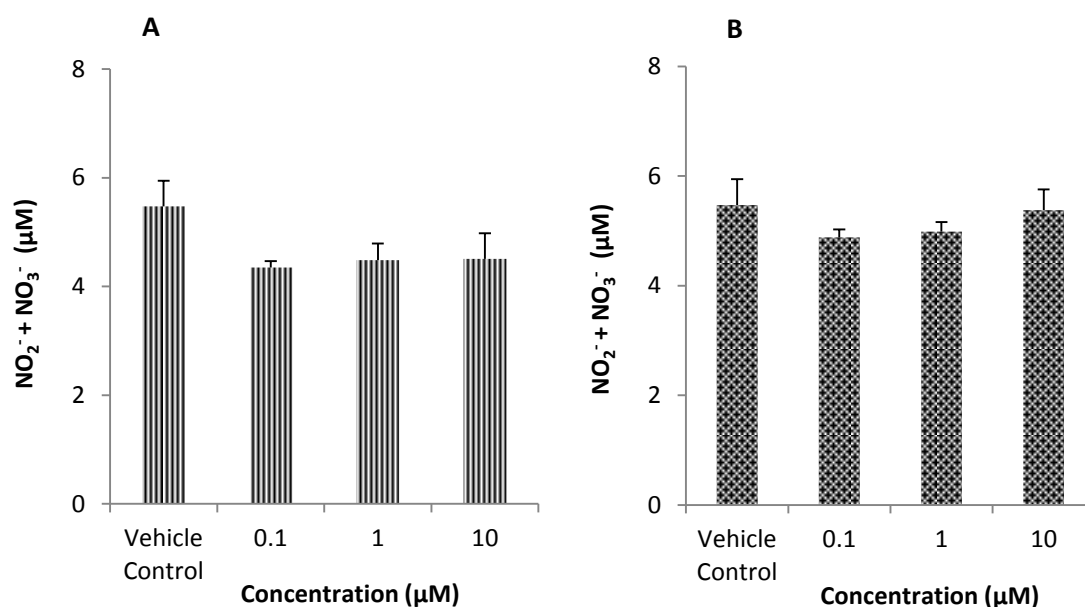 A
8
6
4
2
0
NO₂⁻ + NO₃⁻ (µM)
Vehicle
Control
0.1
1
10
Concentration (µM)
B
8
6
4
2
0
NO₂⁻ + NO₃⁻ (µM)
Vehicle
Control
0.1
1
10
Concentration (µM)